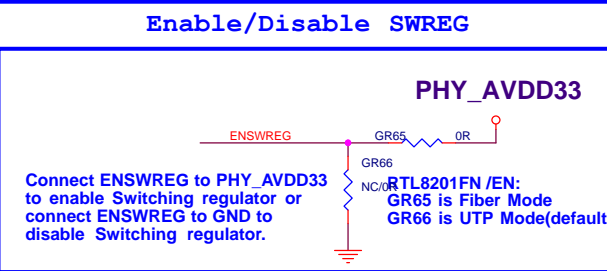 Enable/Disable SWREG
PHY_AVDD33
ENSWREG
GR65
0R
GR66
NC/0R
Connect ENSWREG to PHY_AVDD33
to enable Switching regulator or
connect ENSWREG to GND to
disable Switching regulator.
RTL8201FN /EN:
GR65 is Fiber Mode
GR66 is UTP Mode(default